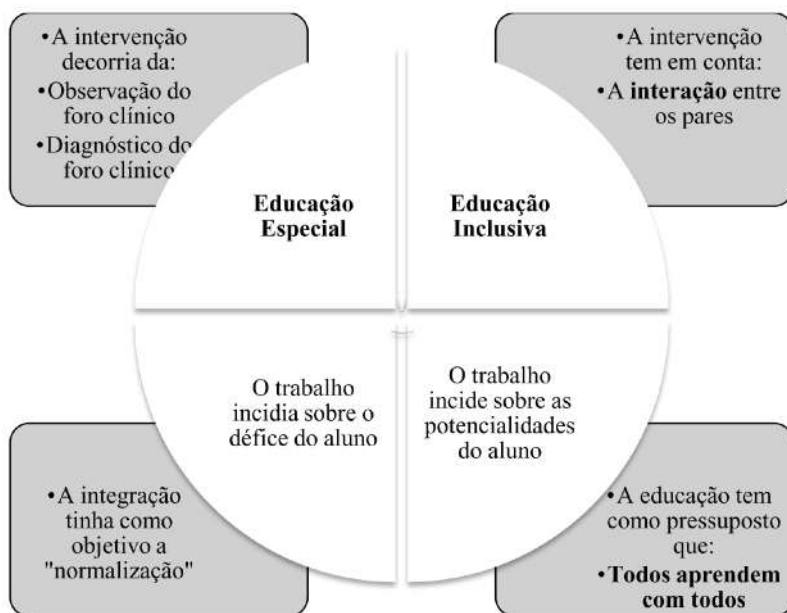 •A intervenção
decorria da:
•Observação do
foro clínico
•Diagnóstico do
foro clínico
•A intervenção
tem em conta:
•A interação entre
os pares
Educação
Especial
Educação
Inclusiva
O trabalho
incidia sobre o
défice do aluno
O trabalho
incide sobre as
potencialidades
do aluno
•A integração
tinha como
objetivo a
"normalização"
•A educação tem
como pressuposto
que:
•Todos aprendem
com todos